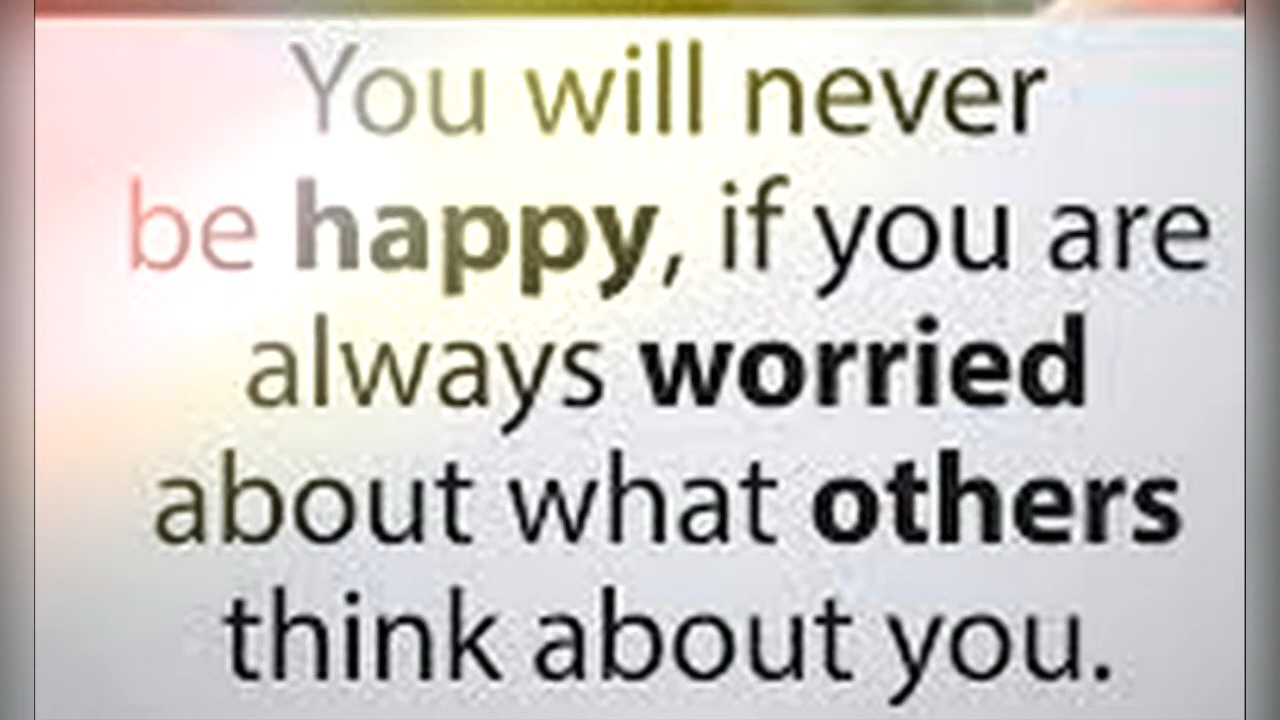 You will never
be happy, if you are
always worried
about what others
think about you.